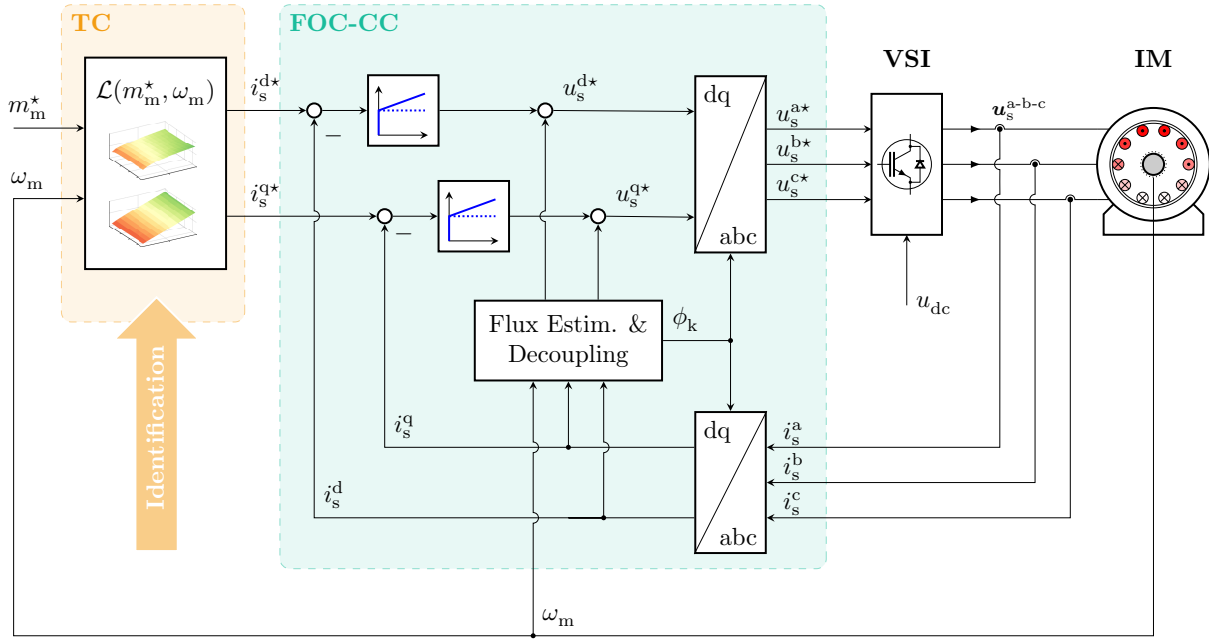 TC
FOC-CC
VSI
IM
𝓛(m_m^⋆, ω_m)
m_m^⋆
ω_m
i_s^{d⋆}
i_s^{q⋆}
−
−
u_s^{d⋆}
u_s^{q⋆}
dq
abc
u_s^{a⋆}
u_s^{b⋆}
u_s^{c⋆}
u_s^{a-b-c}
u_dc
Flux Estim. &
Decoupling
ϕ_k
Identification
i_s^q
i_s^d
dq
abc
i_s^a
i_s^b
i_s^c
ω_m